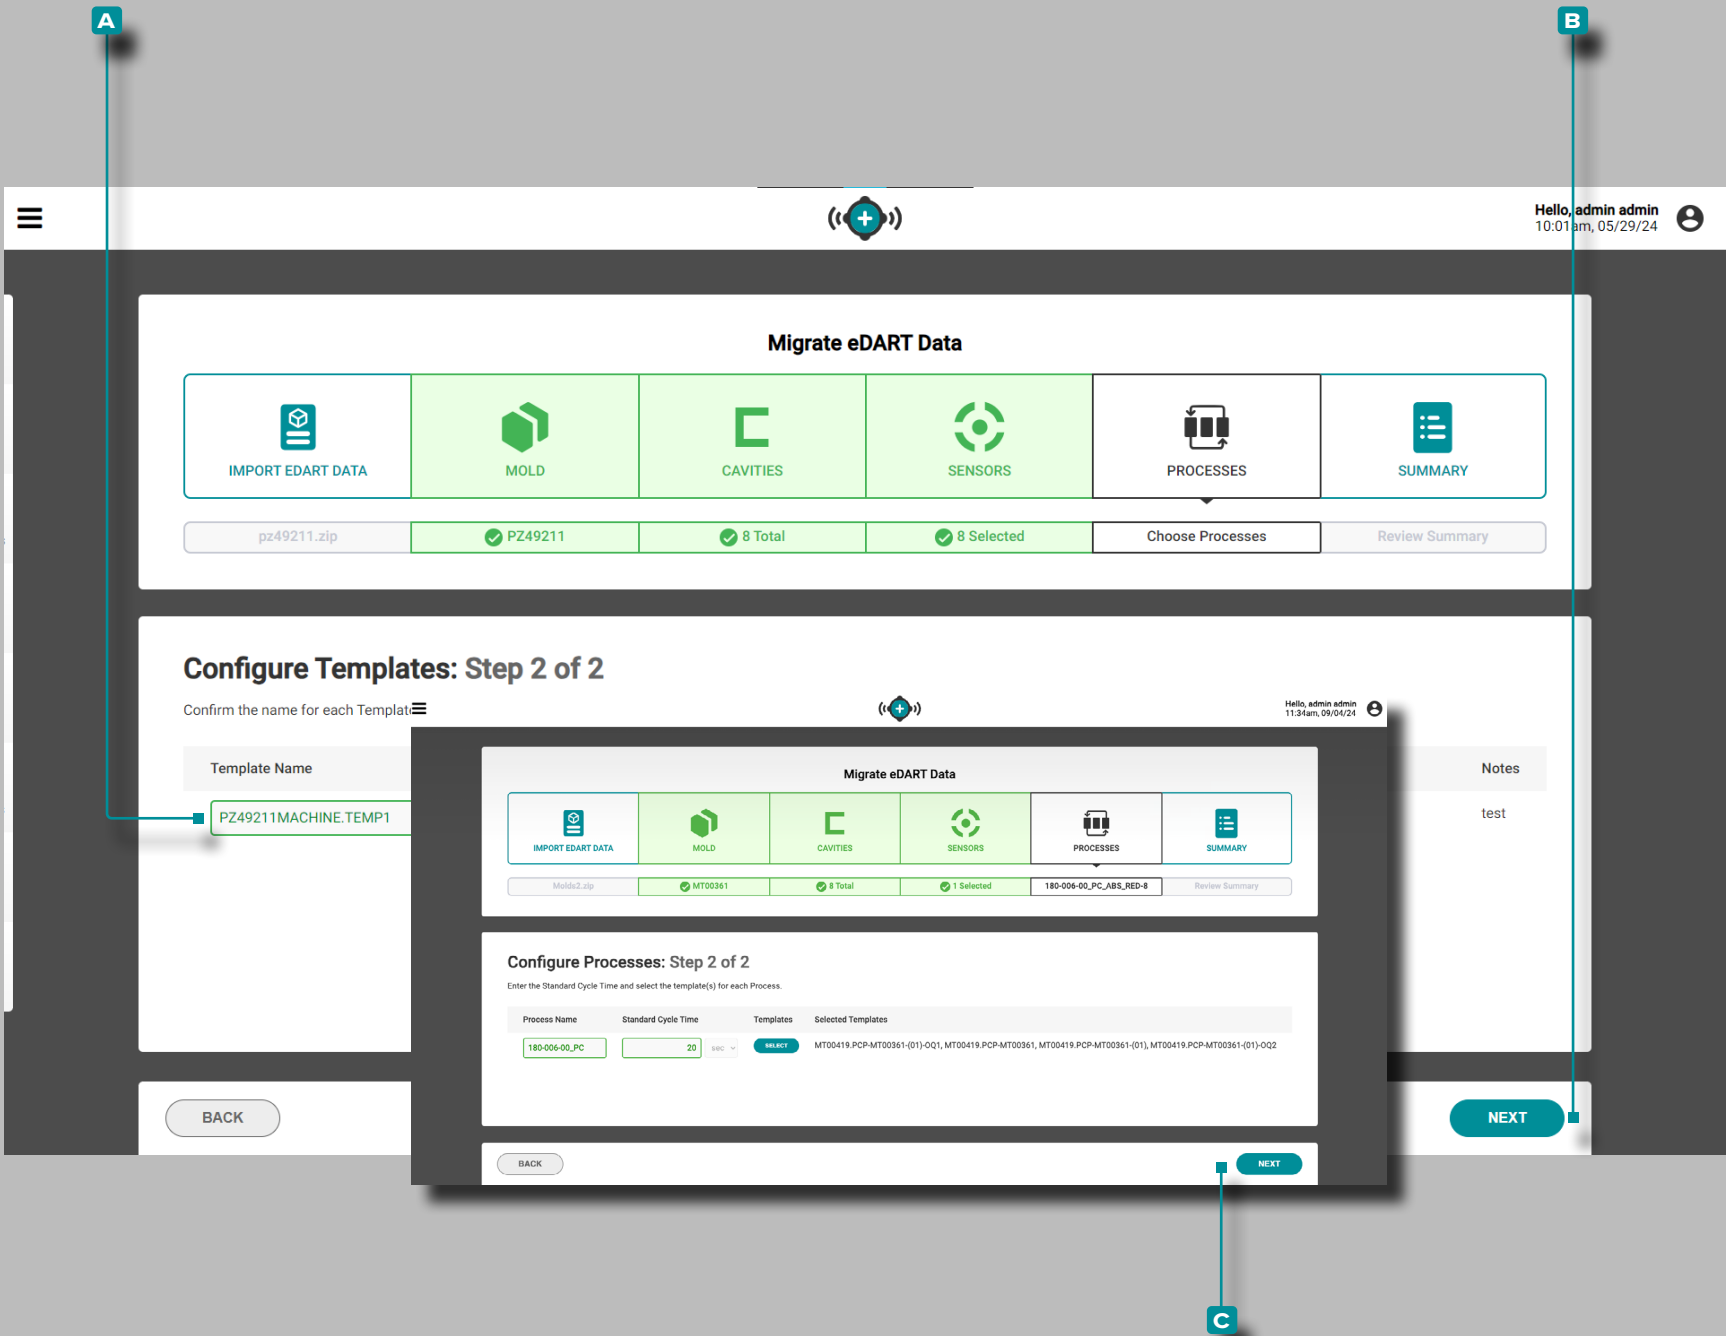 A
B
Hello, admin admin
10:01am, 05/29/24
Migrate eDART Data
IMPORT EDART DATA
MOLD
CAVITIES
SENSORS
PROCESSES
SUMMARY
pz49211.zip
PZ49211
8 Total
8 Selected
Choose Processes
Review Summary
Configure Templates: Step 2 of 2
Confirm the name for each
Template Name
Notes
PZ49211MACHINE.TEMP1
test
BACK
NEXT
Hello, admin admin
11:34am, 09/04/24
Migrate eDART Data
IMPORT EDART DATA
MOLD
CAVITIES
SENSORS
PROCESSES
SUMMARY
Molds2.zip
MT00361
8 Total
1 Selected
180-006-00_PC_ABS_RED-8
Review Summary
Configure Processes: Step 2 of 2
Enter the Standard Cycle Time and select the template(s) for each Process.
Process Name
Standard Cycle Time
Templates
Selected Templates
180-006-00_PC
20
sec
SELECT
MT00419.PCP-MT00361-(01)-OQ1, MT00419.PCP-MT00361, MT00419.PCP-MT00361-(01), MT00419.PCP-MT00361-(01)-OQ2
BACK
NEXT
C